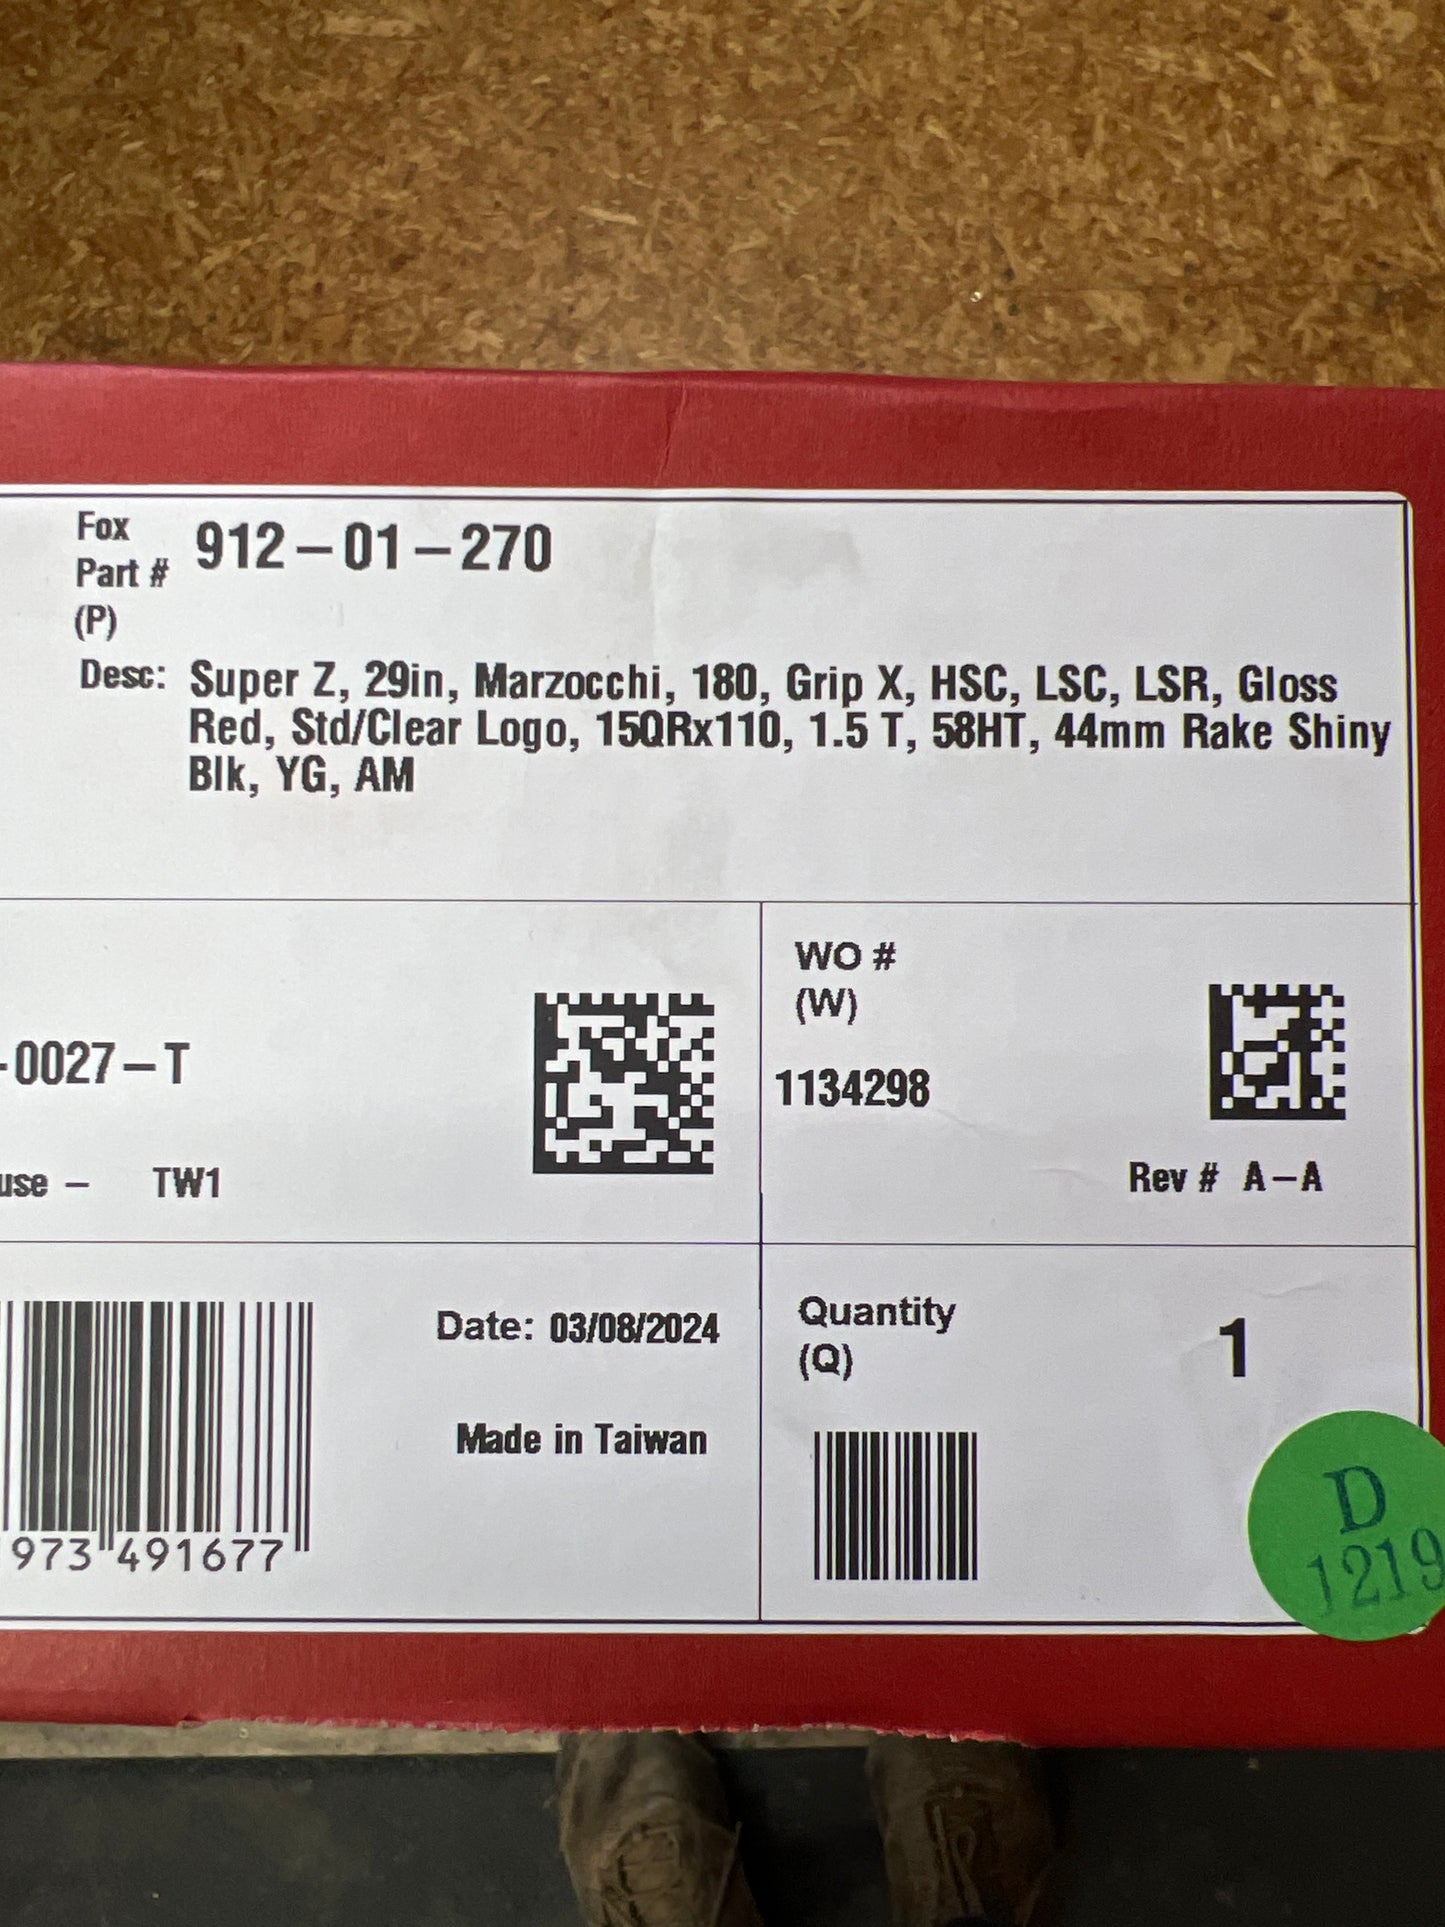 Fox
Part #
(P)
912-01-270
Desc: Super Z, 29in, Marzocchi, 180, Grip X, HSC, LSC, LSR, Gloss
Red, Std/Clear Logo, 15QRx110, 1.5 T, 58HT, 44mm Rake Shiny
Blk, YG, AM
-0027-T
use - TW1
WO #
(W)
1134298
Rev # A-A
973 491677
Date: 03/08/2024
Made in Taiwan
Quantity
(Q)
1
D
1219